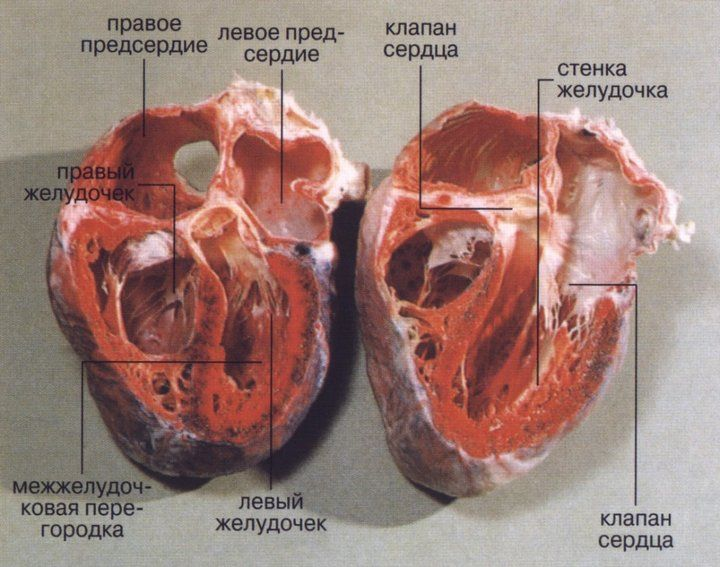 правое
предсердие
левое пред-
сердие
клапан
сердца
стенка
желудочка
правый
желудочек
межжелудоч-
ковая пере-
городка
левый
желудочек
клапан
сердца